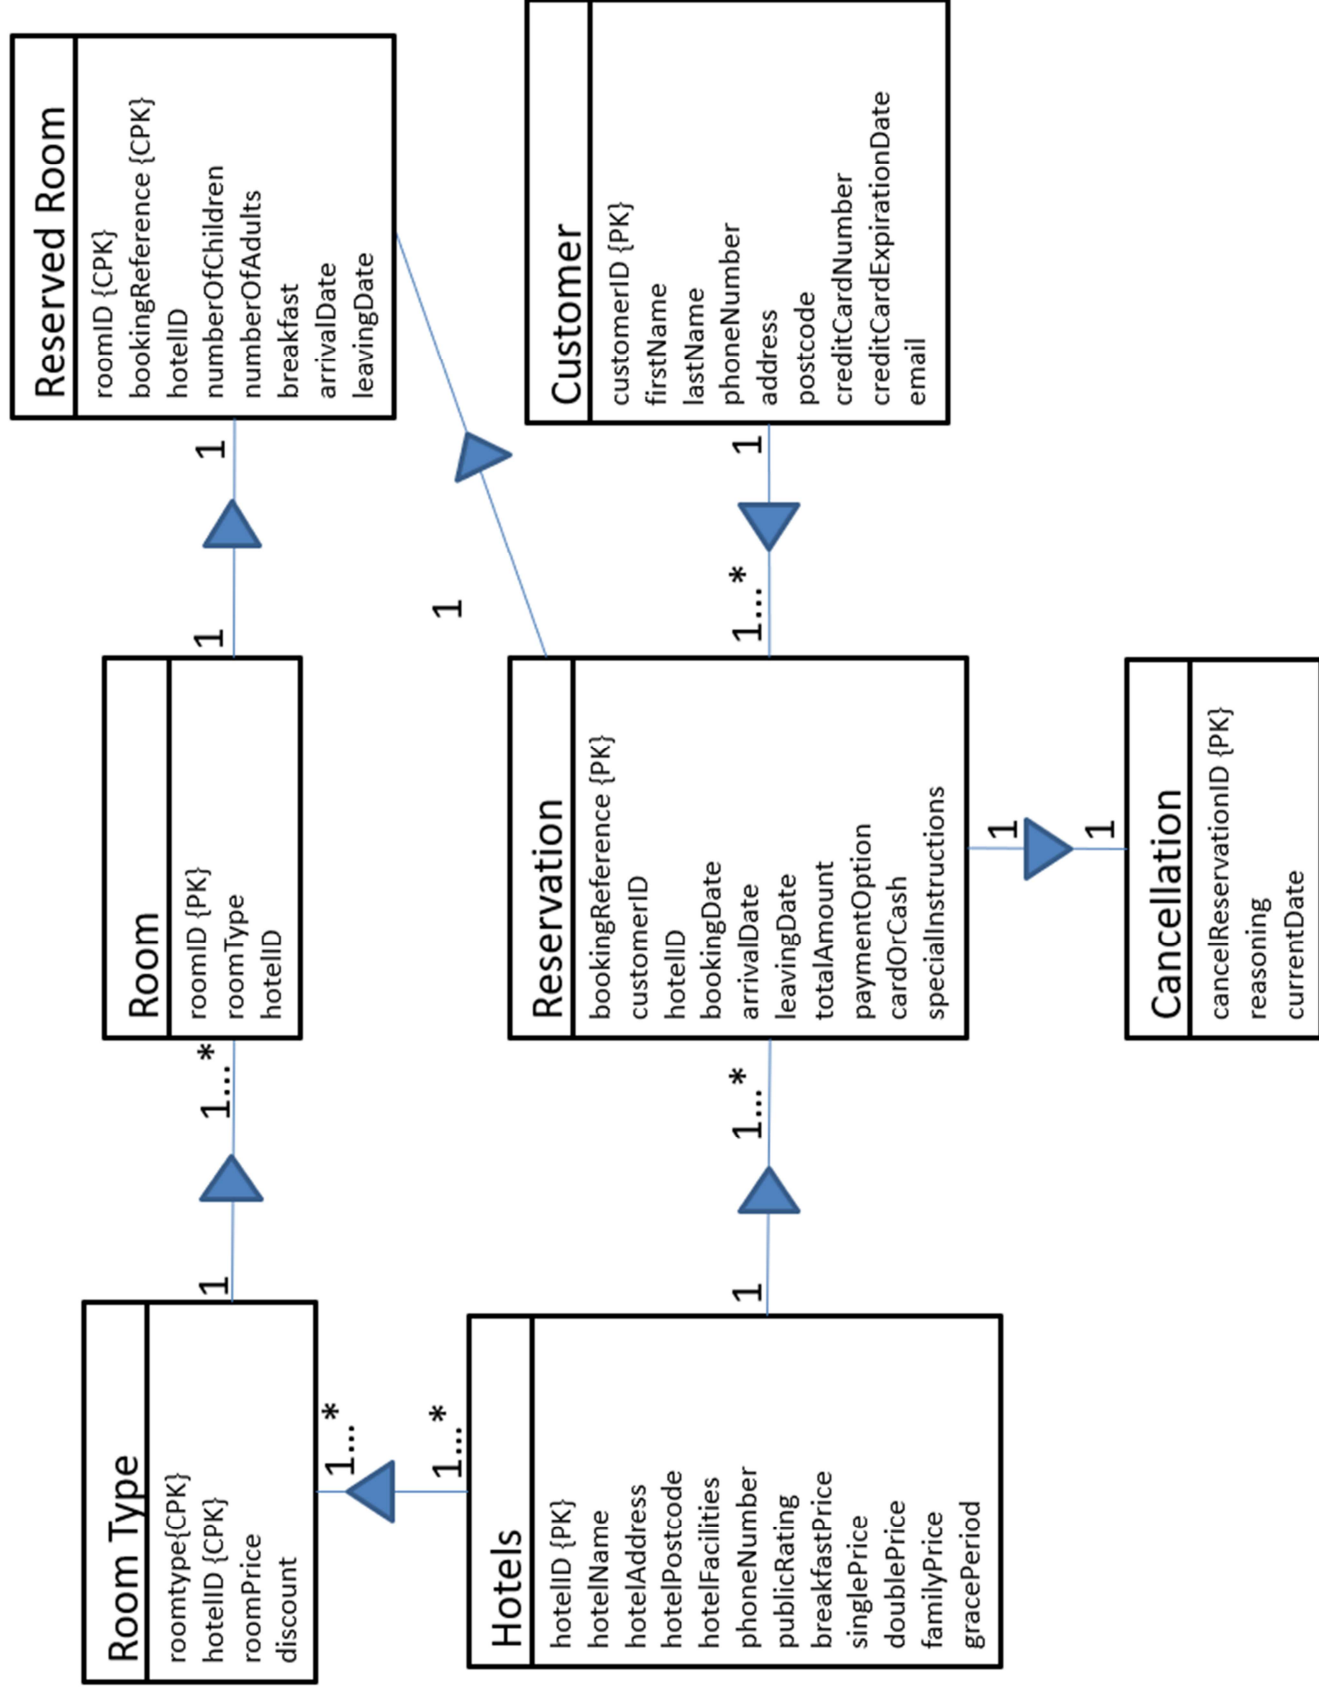 Room Type
roomtype{CPK}
hotelID {CPK}
roomPrice
discount
1
1...*
Room
roomID {PK}
roomType
hotelID
1
1
Reserved Room
roomID {CPK}
bookingReference {CPK}
hotelID
numberOfChildren
numberOfAdults
breakfast
arrivalDate
leavingDate
1...*
1...*
1
Hotels
hotelID {PK}
hotelName
hotelAddress
hotelPostcode
hotelFacilities
phoneNumber
publicRating
breakfastPrice
singlePrice
doublePrice
familyPrice
gracePeriod
1
1...*
Reservation
bookingReference {PK}
customerID
hotelID
bookingDate
arrivalDate
leavingDate
totalAmount
paymentOption
cardOrCash
specialInstructions
1...*
1
Customer
customerID {PK}
firstName
lastName
phoneNumber
address
postcode
creditCardNumber
creditCardExpirationDate
email
1
1
Cancellation
cancelReservationID {PK}
reasoning
currentDate